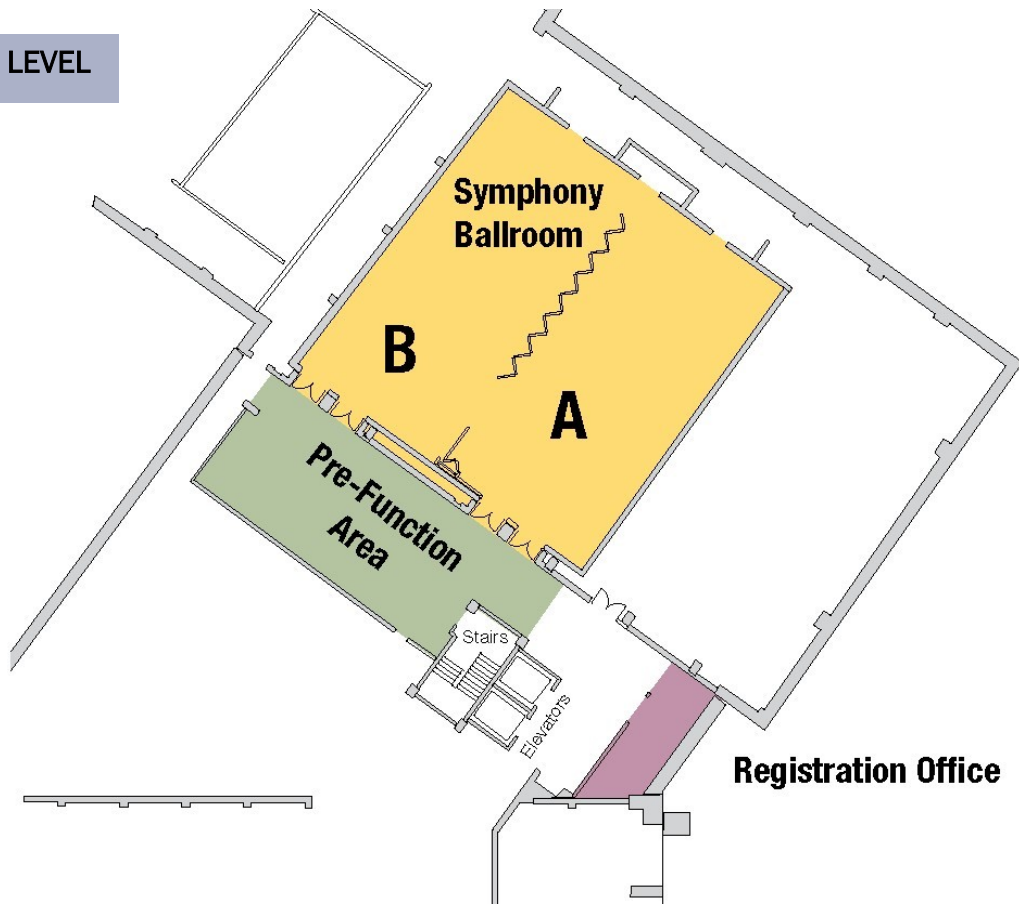 LEVEL
Symphony
Ballroom
B
A
Pre-Function
Area
Stairs
Elevators
Registration Office